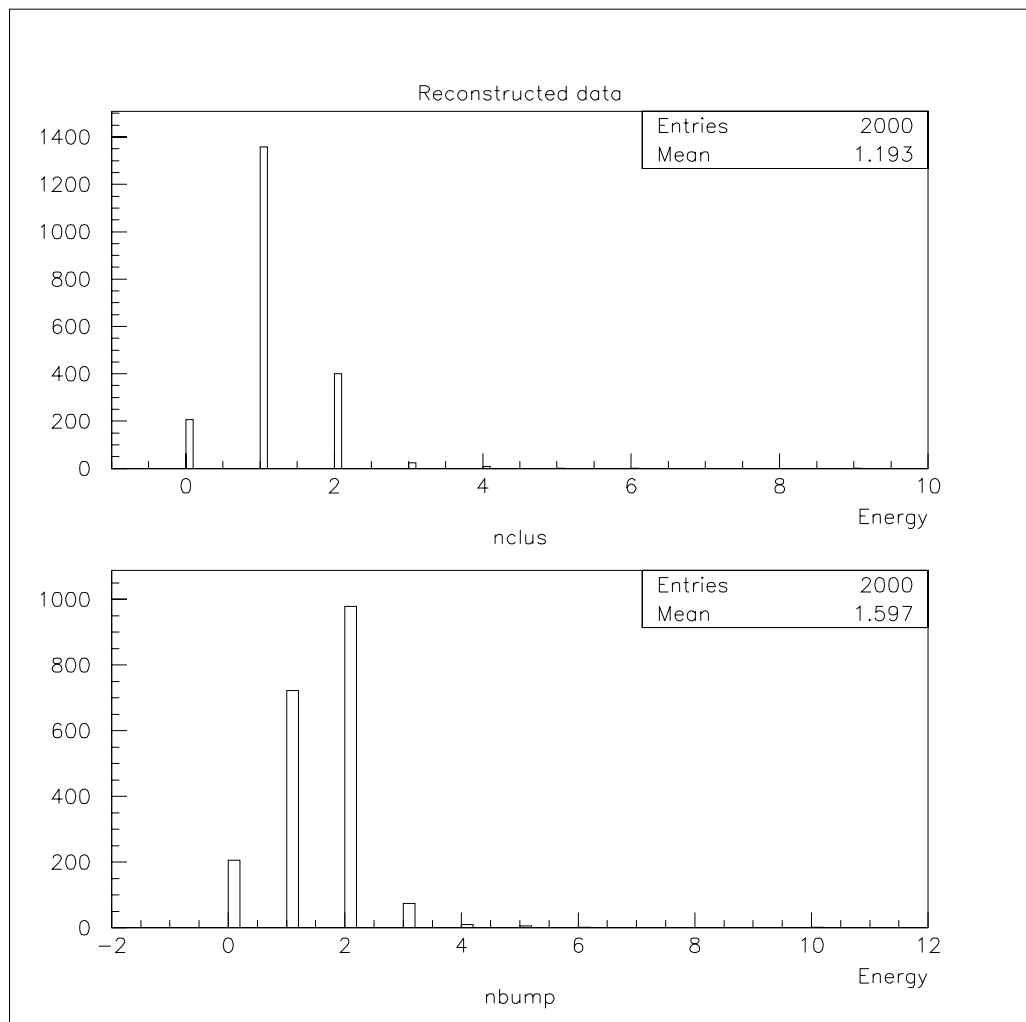 Reconstructed data
Entries 2000
Mean 1.193
1400
1200
1000
800
600
400
200
0
0 2 4 6 8 10
Energy
nclus
Entries 2000
Mean 1.597
1000
800
600
400
200
0
-2 0 2 4 6 8 10 12
Energy
nbump